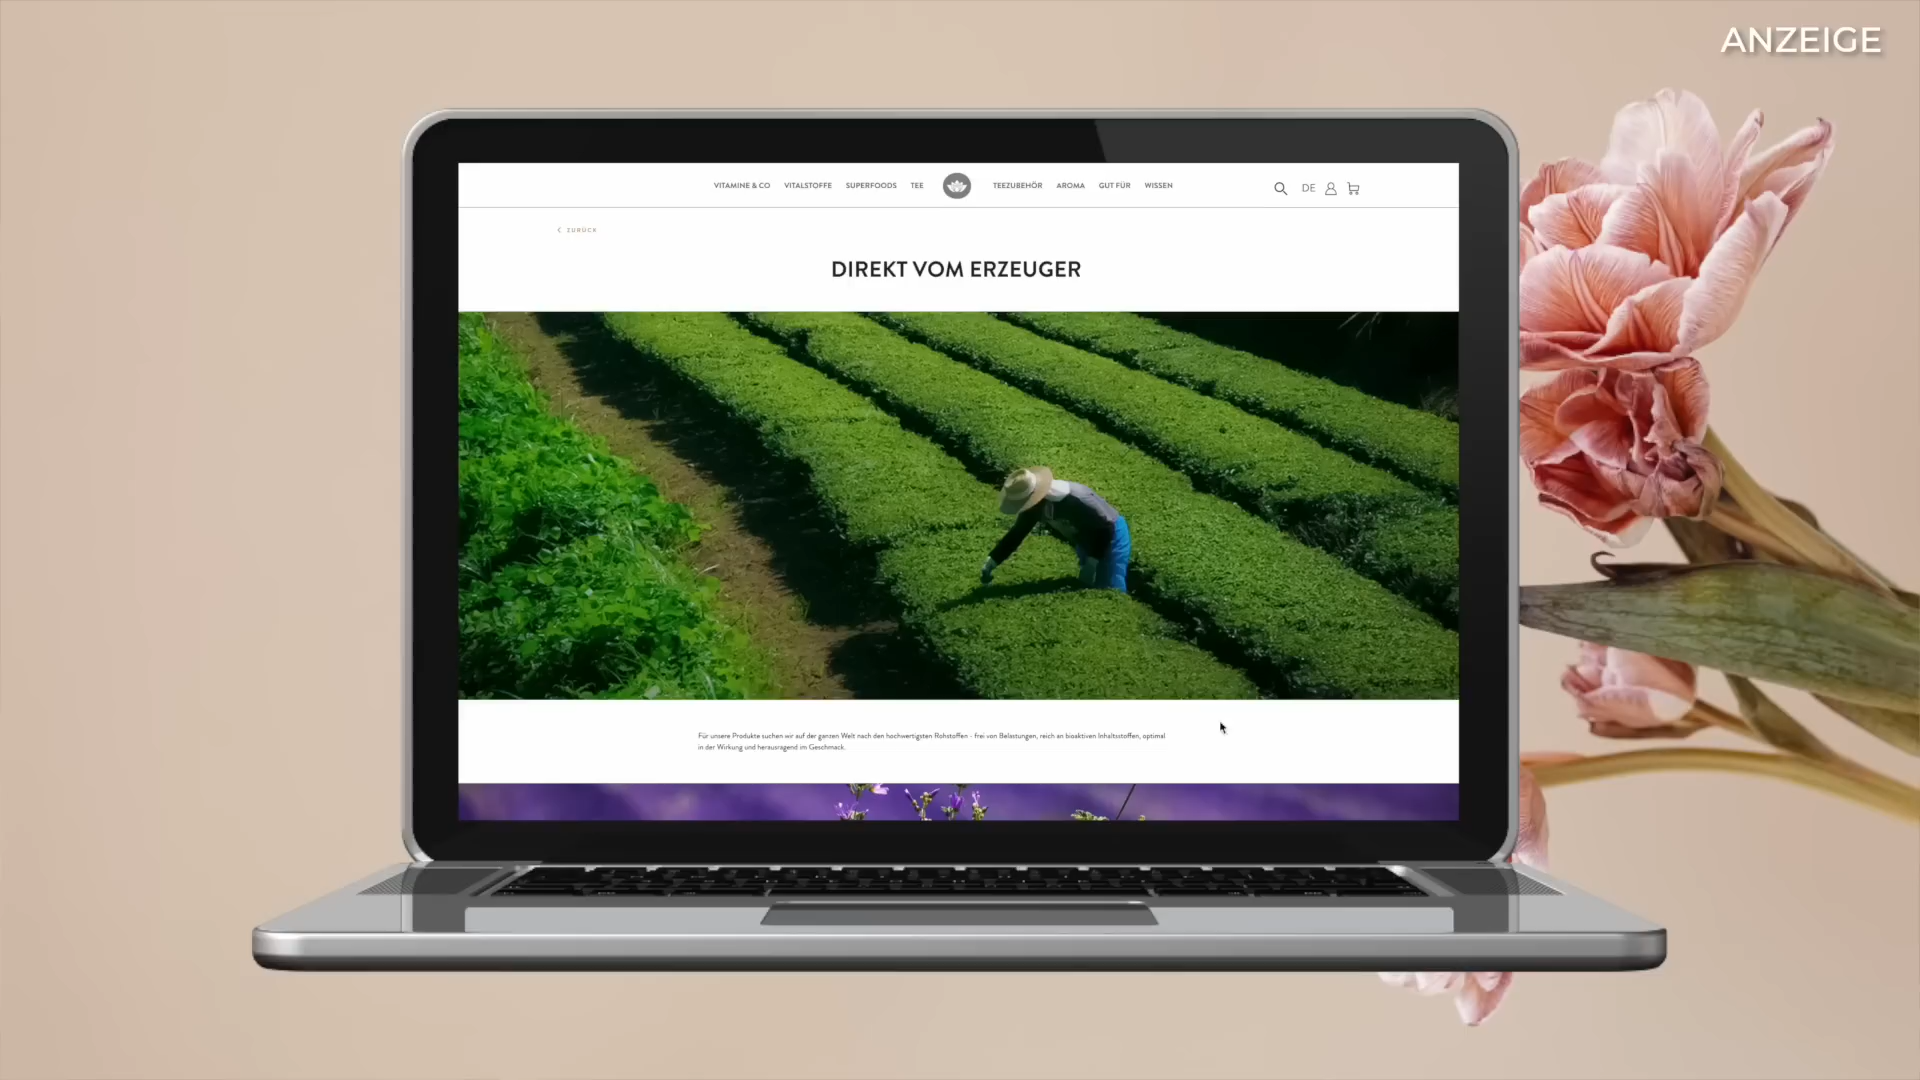 ANZEIGE
VITAMINE & CO VITALSTOFFE SUPERFOODS TEE TEEZUBEHÖR AROMA GUT FÜR WISSEN DE
ZURÜCK
DIREKT VOM ERZEUGER
Für unsere Produkte suchen wir auf der ganzen Welt nach den hochwertigsten Rohstoffen - frei von Belastungen, reich an bioaktiven Inhaltsstoffen, optimal
in der Wirkung und herausragend im Geschmack.